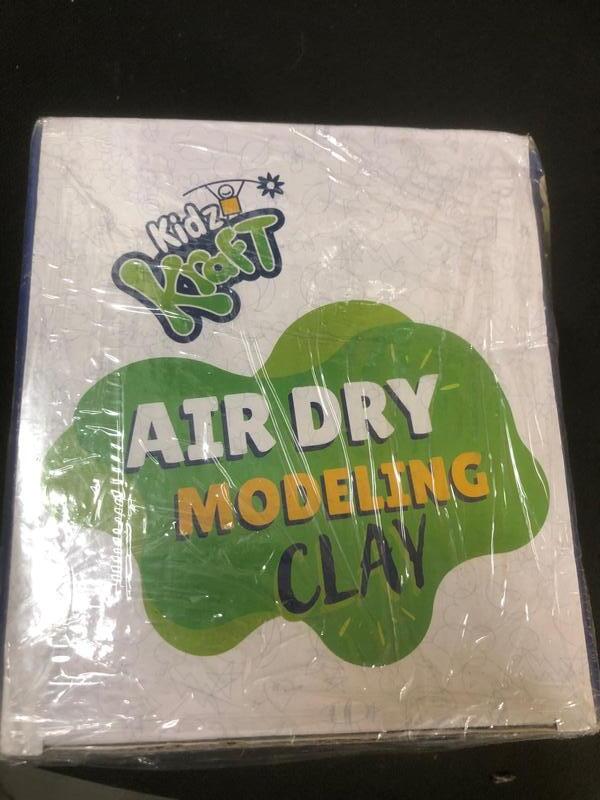 Kidz
Kraft
AIR DRY
MODELING
CLAY